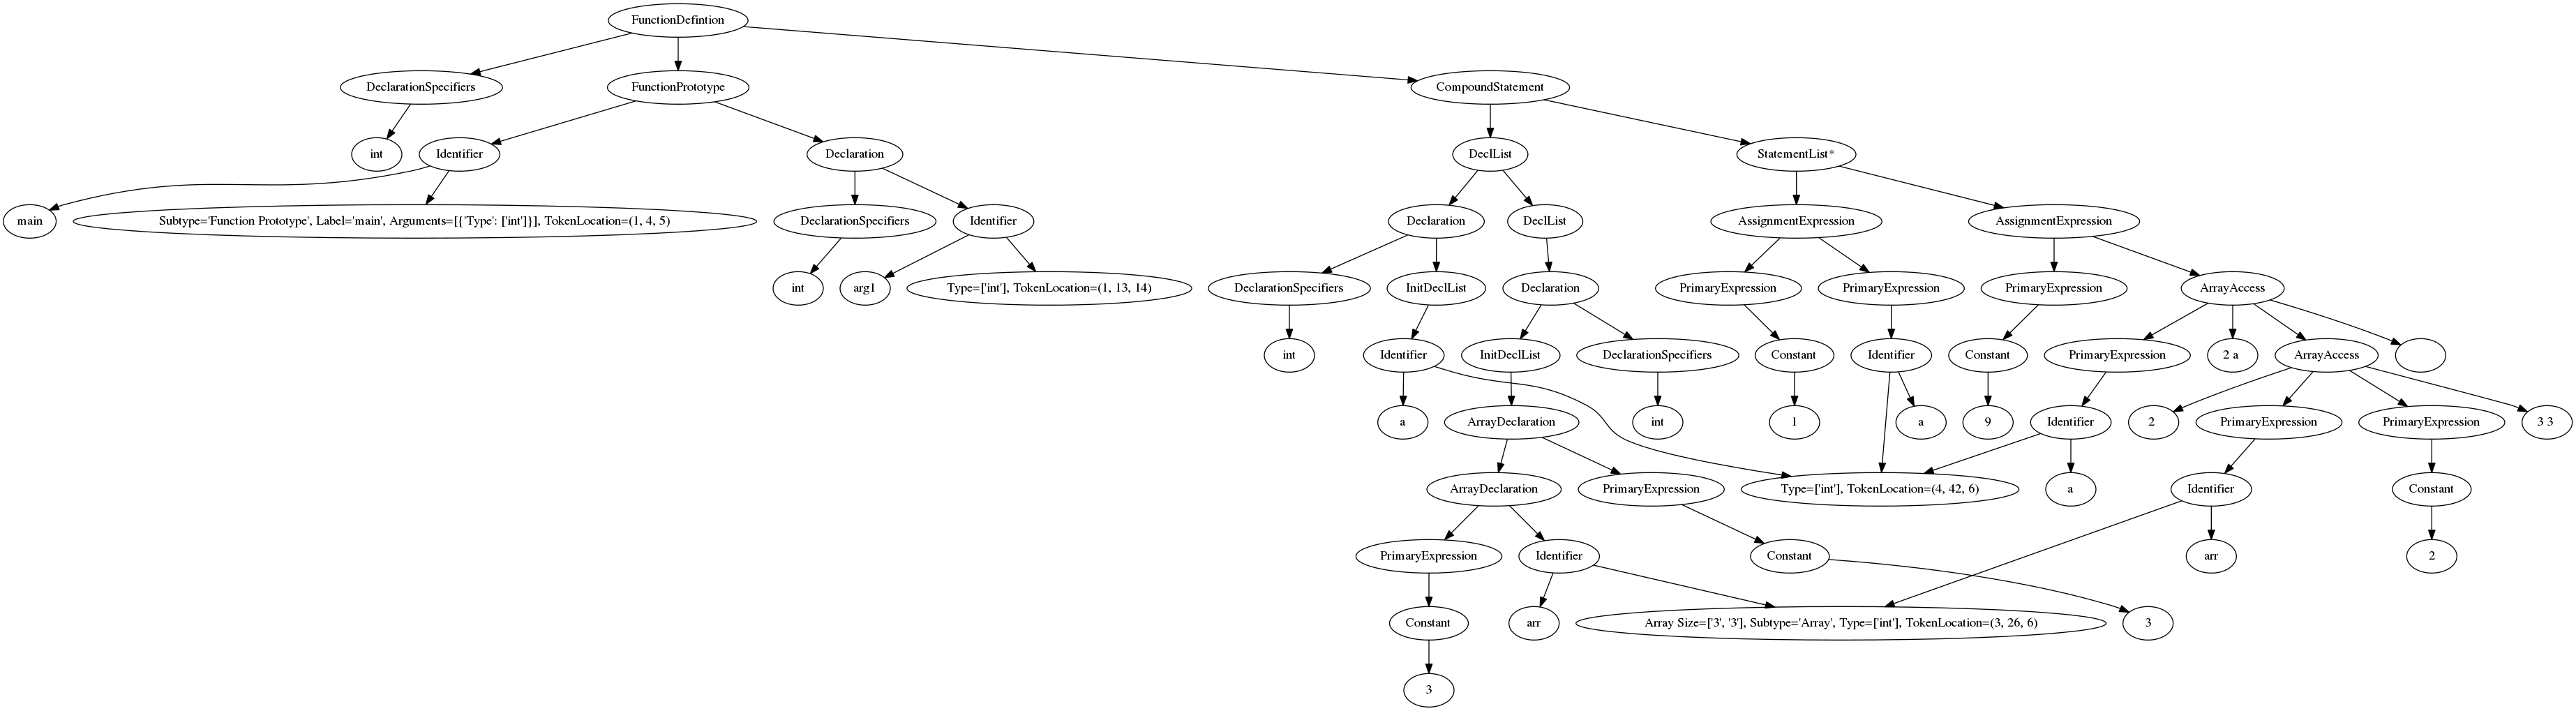 FunctionDefintion
DeclarationSpecifiers
FunctionPrototype
CompoundStatement
int
Identifier
Declaration
DeclList
StatementList*
main
Subtype='Function Prototype', Label='main', Arguments=[{'Type': ['int']}], TokenLocation=(1, 4, 5)
DeclarationSpecifiers
Identifier
Declaration
DeclList
AssignmentExpression
AssignmentExpression
int
arg1
Type=['int'], TokenLocation=(1, 13, 14)
DeclarationSpecifiers
InitDeclList
Declaration
PrimaryExpression
PrimaryExpression
PrimaryExpression
ArrayAccess
int
Identifier
InitDeclList
DeclarationSpecifiers
Constant
Identifier
Constant
PrimaryExpression
2 a
ArrayAccess
a
ArrayDeclaration
int
1
a
9
Identifier
2
PrimaryExpression
PrimaryExpression
3 3
ArrayDeclaration
PrimaryExpression
Type=['int'], TokenLocation=(4, 42, 6)
a
Identifier
Constant
PrimaryExpression
Identifier
Constant
arr
2
Constant
arr
Array Size=['3', '3'], Subtype='Array', Type=['int'], TokenLocation=(3, 26, 6)
3
3